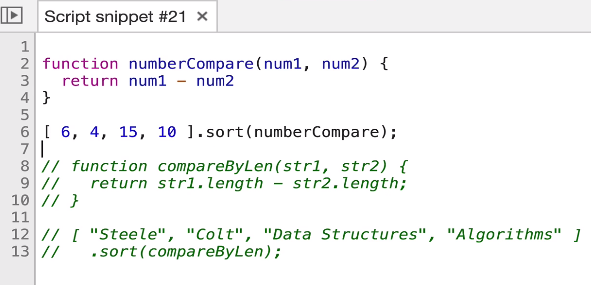 Script snippet #21 ×
1
2 function numberCompare(num1, num2) {
3   return num1 - num2
4 }
5
6 [ 6, 4, 15, 10 ].sort(numberCompare);
7
8 // function compareByLen(str1, str2) {
9 //   return str1.length - str2.length;
10 // }
11
12 // [ "Steele", "Colt", "Data Structures", "Algorithms" ]
13 //   .sort(compareByLen);